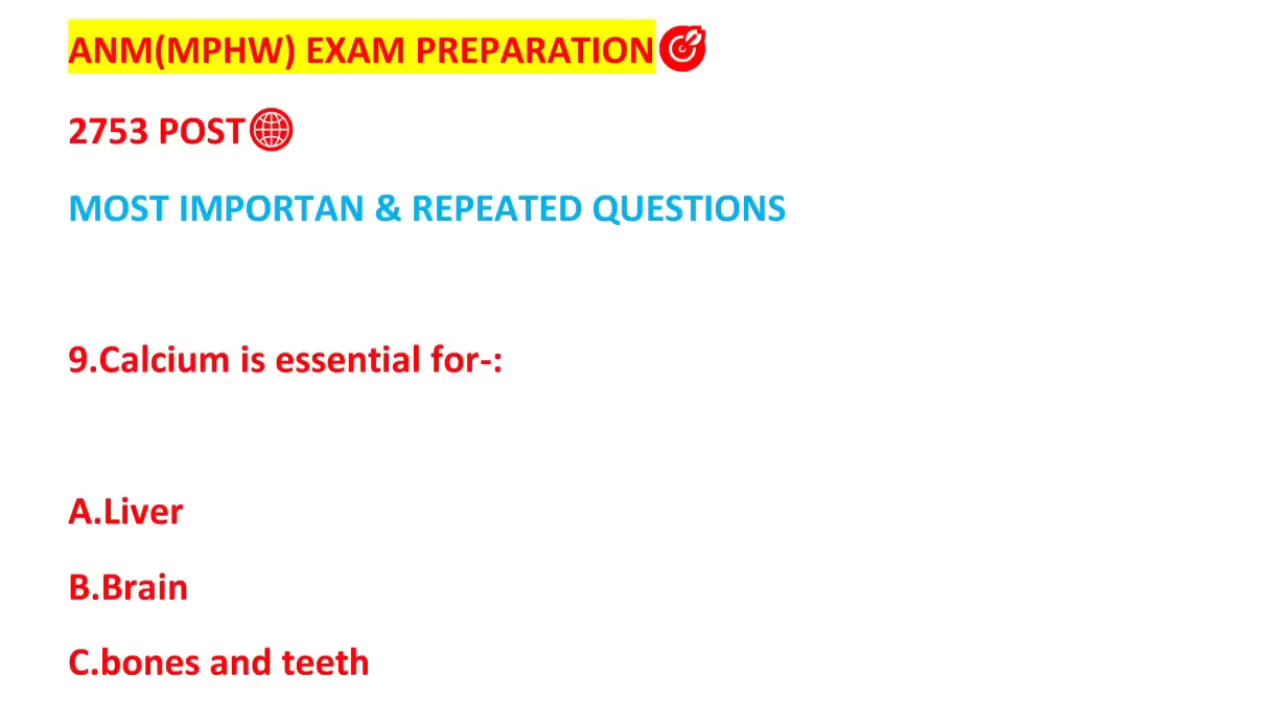 ANM(MPHW) EXAM PREPARATION
2753 POST
MOST IMPORTAN & REPEATED QUESTIONS
9.Calcium is essential for-:
A.Liver
B.Brain
C.bones and teeth